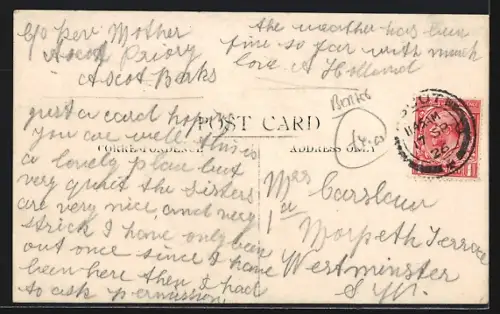 c/o Rev Mother
Ascot Priory
Ascot Berks
just a card hoping
you are well this is
a lovely place but
very quiet the sisters
are very nice, and very
strick I have only been
out once since I have
been here then I had
to ask permission,
the weather has been
fine so far with much
love A Holland
Berks
POST CARD
CORRESPONDENCE
ADDRESS ONLY
Mrs
1a
Morpeth Terrace
Westminster
S.W.